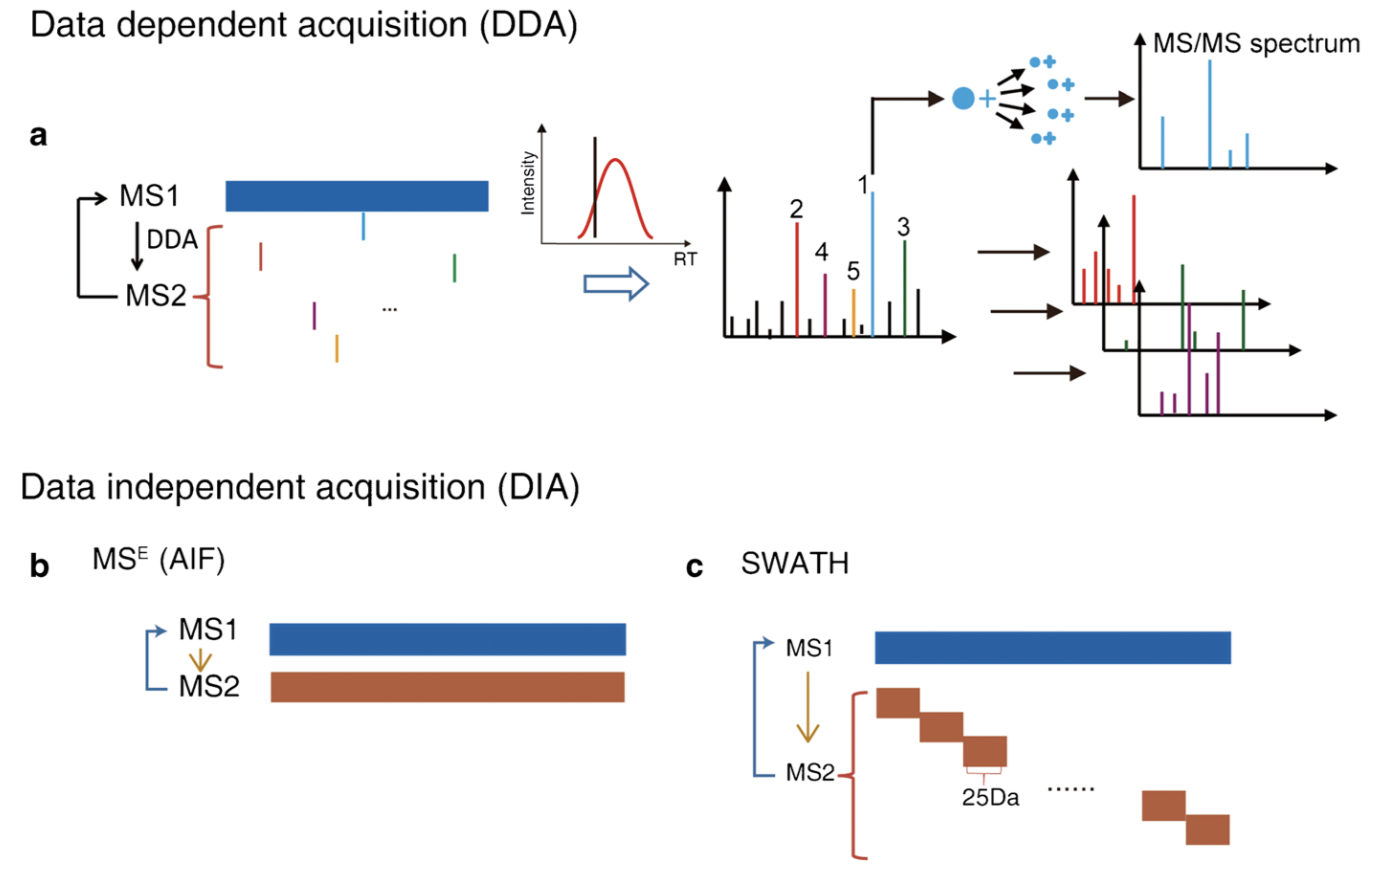 Data dependent acquisition (DDA)
a
MS1
DDA
MS2
...
Intensity
RT
1
2
3
4
5
MS/MS spectrum
Data independent acquisition (DIA)
b
MSᴱ (AIF)
MS1
MS2
c
SWATH
MS1
MS2
25Da
......